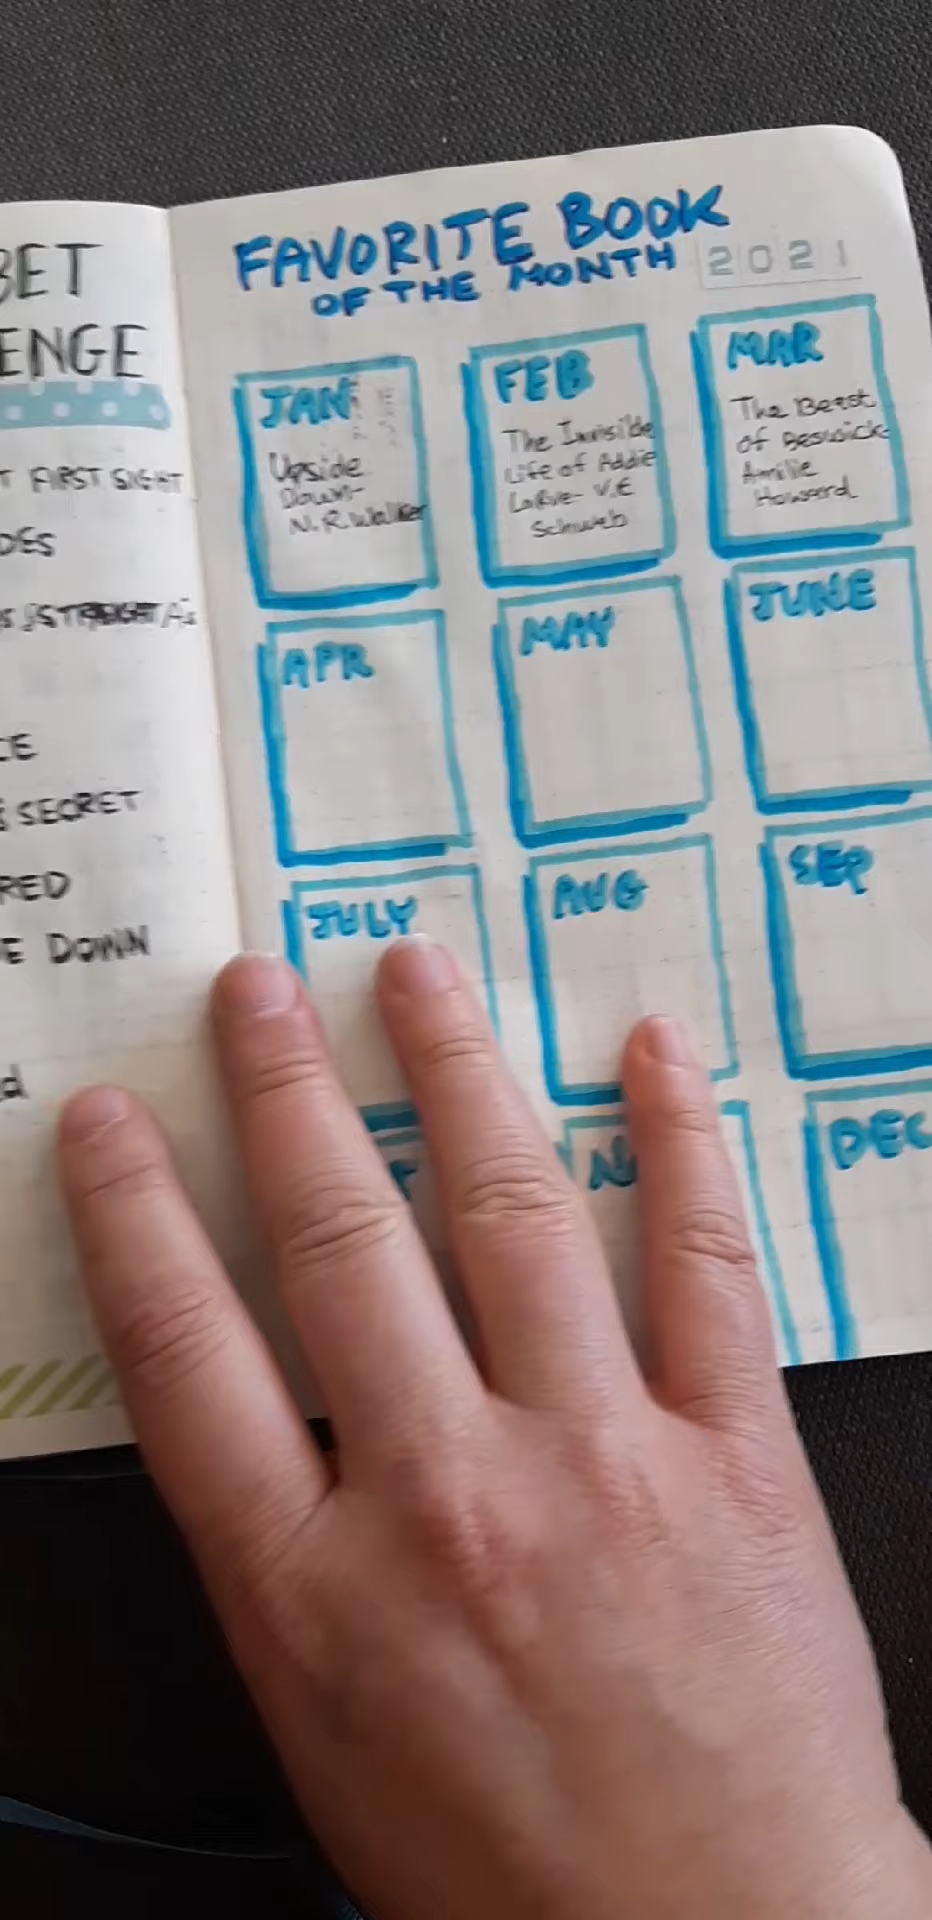 BET
ENGE
T FIRST SIGHT
DES
CE
SECRET
RED
E DOWN
d
FAVORITE BOOK
OF THE MONTH 2021
JAN
Upside
Down-
N.R. Walker
FEB
The Invisible
Life of Addie
LaRue- V.E
Schwab
MAR
The Beast
of Beswick-
Amilie
Howard
APR
MAY
JUNE
JULY
AUG
SEP
DEC